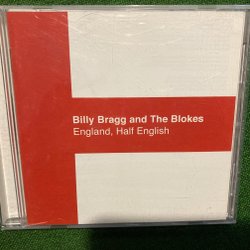 Billy Bragg and The Blokes
England, Half English